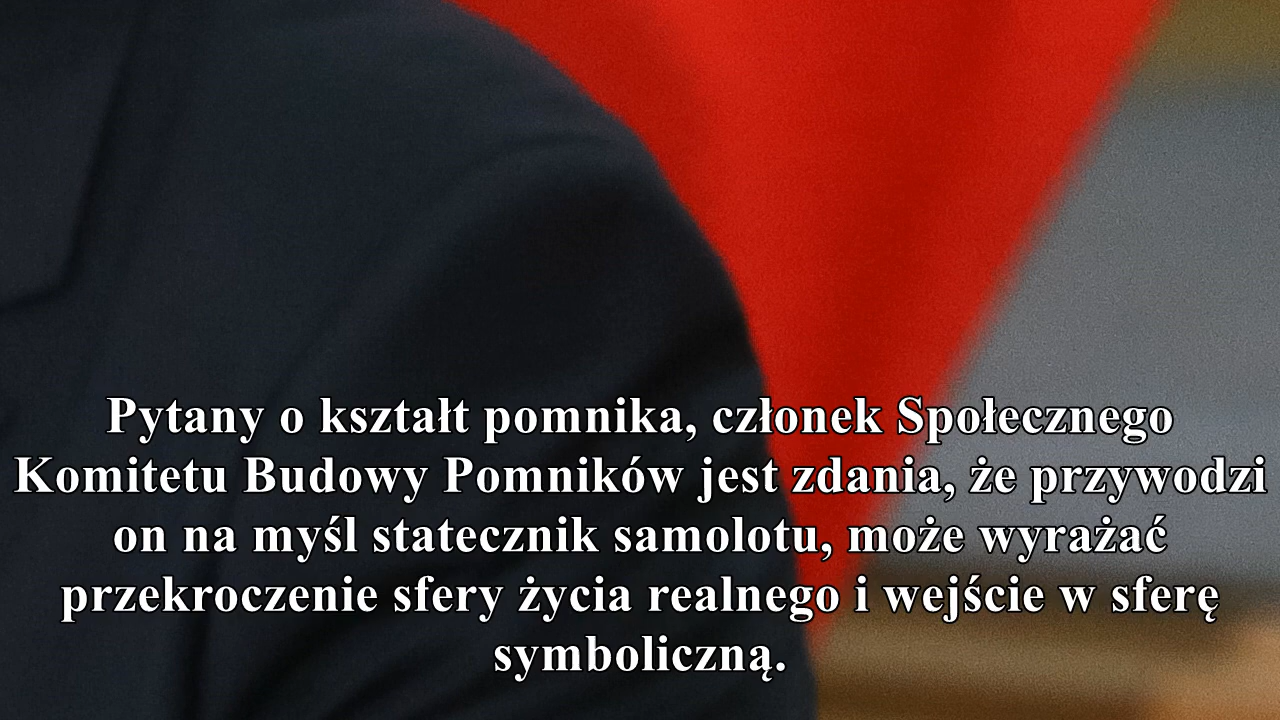 Pytany o kształt pomnika, członek Społecznego
Komitetu Budowy Pomników jest zdania, że przywodzi
on na myśl statecznik samolotu, może wyrażać
przekroczenie sfery życia realnego i wejście w sferę
symboliczną.